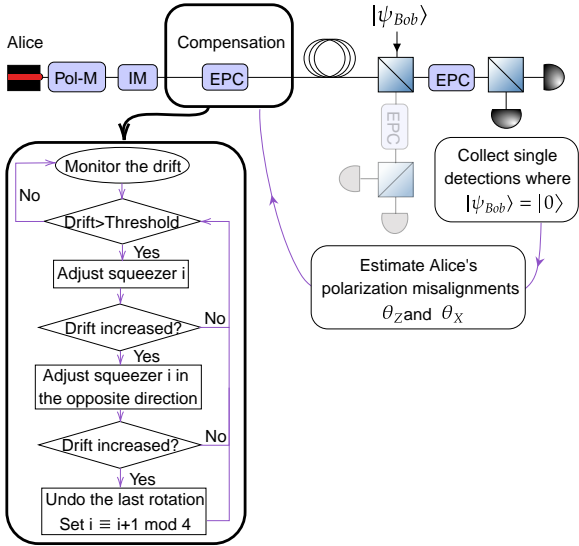 |ψ_Bob⟩
Alice
Compensation
Pol-M
IM
EPC
EPC
EPC
Monitor the drift
No
Drift>Threshold
Yes
Adjust squeezer i
Drift increased?
No
Yes
Adjust squeezer i in
the opposite direction
Drift increased?
No
Yes
Undo the last rotation
Set i ≡ i+1 mod 4
Collect single
detections where
|ψ_Bob⟩ = |0⟩
Estimate Alice's
polarization misalignments
θ_Z and θ_X